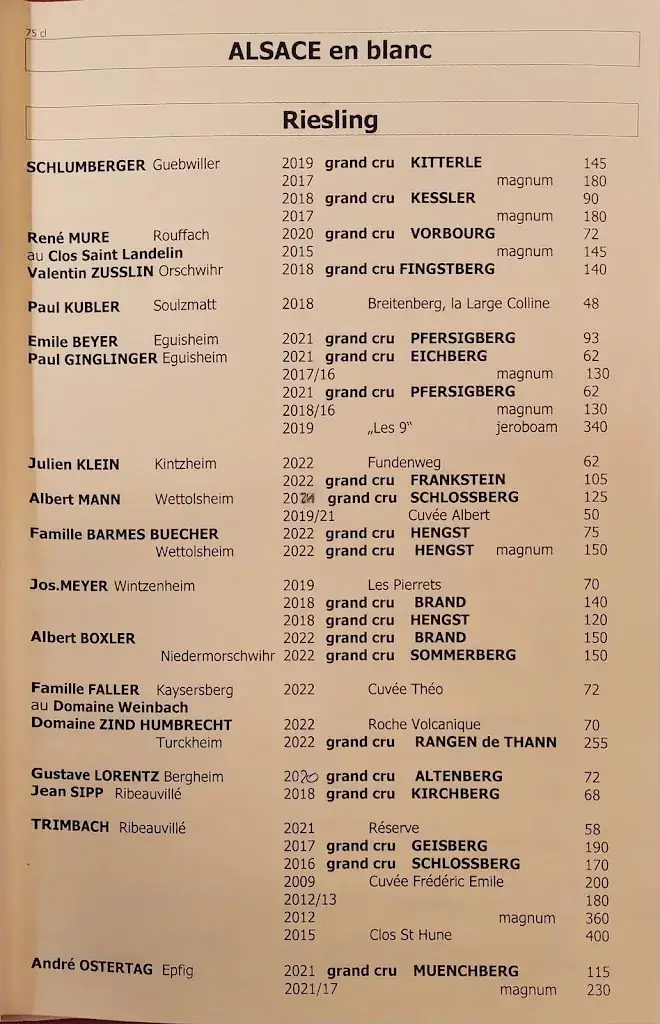 75 cl
ALSACE en blanc
Riesling
SCHLUMBERGER Guebwiller 2019 grand cru KITTERLE 145
2017 magnum 180
2018 grand cru KESSLER 90
2017 magnum 180
René MURE Rouffach 2020 grand cru VORBOURG 72
au Clos Saint Landelin 2015 magnum 145
Valentin ZUSSLIN Orschwihr 2018 grand cru FINGSTBERG 140
Paul KUBLER Soulzmatt 2018 Breitenberg, la Large Colline 48
Emile BEYER Eguisheim 2021 grand cru PFERSIGBERG 93
Paul GINGLINGER Eguisheim 2021 grand cru EICHBERG 62
2017/16 magnum 130
2021 grand cru PFERSIGBERG 62
2018/16 magnum 130
2019 „Les 9“ jeroboam 340
Julien KLEIN Kintzheim 2022 Fundenweg 62
2022 grand cru FRANKSTEIN 105
Albert MANN Wettolsheim 2021 grand cru SCHLOSSBERG 125
2019/21 Cuvée Albert 50
Famille BARMES BUECHER 2022 grand cru HENGST 75
Wettolsheim 2022 grand cru HENGST magnum 150
Jos.MEYER Wintzenheim 2019 Les Pierrets 70
2018 grand cru BRAND 140
2018 grand cru HENGST 120
Albert BOXLER 2022 grand cru BRAND 150
Niedermorschwihr 2022 grand cru SOMMERBERG 150
Famille FALLER Kaysersberg 2022 Cuvée Théo 72
au Domaine Weinbach
Domaine ZIND HUMBRECHT 2022 Roche Volcanique 70
Turckheim 2022 grand cru RANGEN de THANN 255
Gustave LORENTZ Bergheim 2020 grand cru ALTENBERG 72
Jean SIPP Ribeauvillé 2018 grand cru KIRCHBERG 68
TRIMBACH Ribeauvillé 2021 Réserve 58
2017 grand cru GEISBERG 190
2016 grand cru SCHLOSSBERG 170
2009 Cuvée Frédéric Emile 200
2012/13 180
2012 magnum 360
2015 Clos St Hune 400
André OSTERTAG Epfig 2021 grand cru MUENCHBERG 115
2021/17 magnum 230